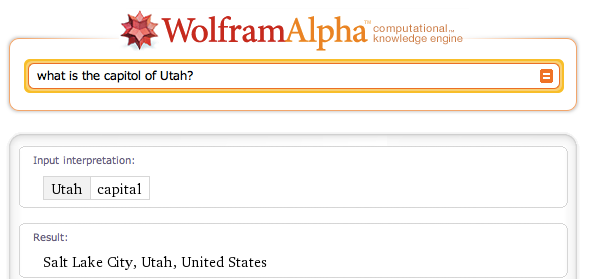 WolframAlpha™ computational...
knowledge engine
what is the capitol of Utah?
Input interpretation:
Utah capital
Result:
Salt Lake City, Utah, United States